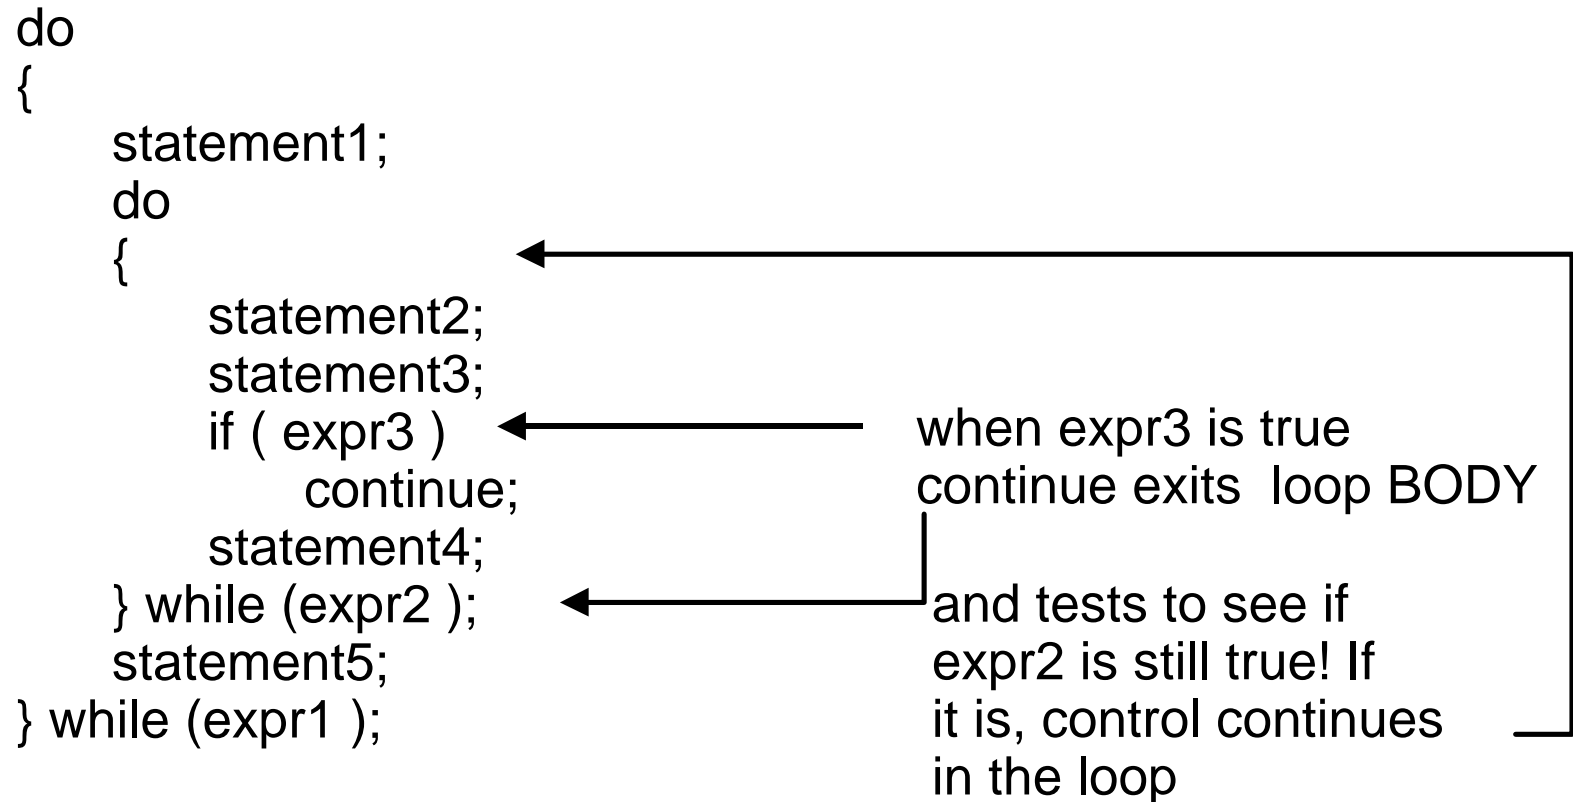 do
{
statement1;
do
{
statement2;
statement3;
if ( expr3 )
continue;
statement4;
} while (expr2 );
statement5;
} while (expr1 );
when expr3 is true
continue exits  loop BODY
and tests to see if
expr2 is still true! If
it is, control continues
in the loop